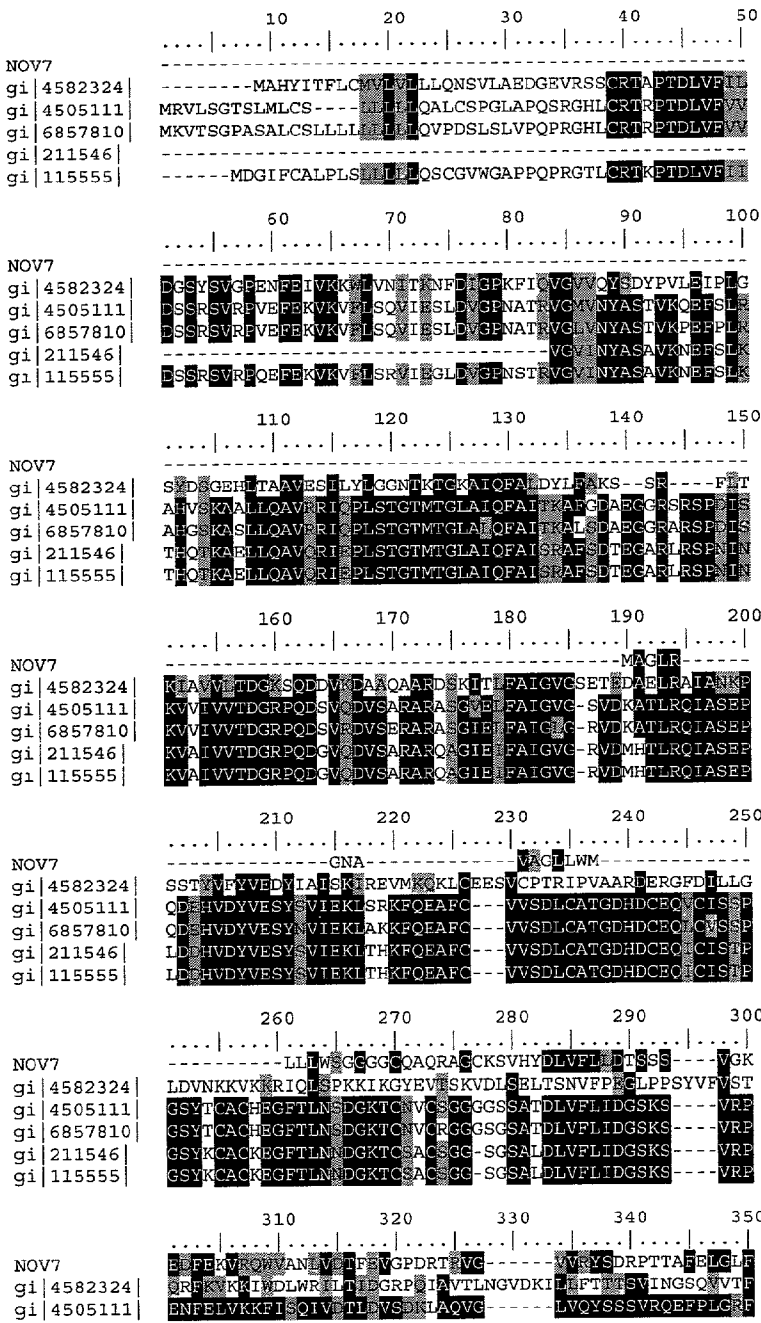 10 20 30 40 50
....|....|....|....|....|....|....|....|....|....|
NOV7 --------------------------------------------------
gi|4582324| --------MAHYITFLCMVLVLLLQNSVLAEDGEVRSSCRTAPTDLVFIL
gi|4505111| MRVLSGTSLMLCS----LLLLLQALCSPGLAPQSRGHLCRTRPTDLVFVV
gi|6857810| MKVTSGPASALCSLLLLLLLLLQVPDSLSLVPQPRGHLCRTRPTDLVFVV
gi|211546| --------------------------------------------------
gi|115555| ------MDGIFCALPLSLLLLLQSCGVWGAPPQPRGTLCRTKPTDLVFII
60 70 80 90 100
....|....|....|....|....|....|....|....|....|....|
NOV7 --------------------------------------------------
gi|4582324| DGSYSVGPENFEIVKKWLVNITKNFDIGPKFIQVGVVQYSDYPVLEIPLG
gi|4505111| DSSRSVRPVEFEKVKVFLSQVIESLDVGPNATRVGMVNYASTVKQEFSLR
gi|6857810| DSSRSVRPVEFEKVKVFLSQVIESLDVGPNATRVGLVNYASTVKPEFPLR
gi|211546| ---------------------------------VGVINYASAVKNEFSLK
gi|115555| DSSRSVRPQEFEKVKVFLSRVIEGLDVGPNSTRVGVINYASAVKNEFSLK
110 120 130 140 150
....|....|....|....|....|....|....|....|....|....|
NOV7 --------------------------------------------------
gi|4582324| SYDSGEHLTAAVESILYLGGNTKTGKAIQFALDYLFAKS--SR----FLT
gi|4505111| AHVSKAALLQAVRRIQPLSTGTMTGLAIQFAITKAFGDAEGGRSRSPDIS
gi|6857810| AHGSKASLLQAVRRIQPLSTGTMTGLAIQFAITKALSDAEGGRARSPDIS
gi|211546| THQTKAELLQAVQRIEPLSTGTMTGLAIQFAISRAFSDTEGARLRSPNIN
gi|115555| THQTKAELLQAVQRIEPLSTGTMTGLAIQFAISRAFSDTEGARLRSPNIN
160 170 180 190 200
....|....|....|....|....|....|....|....|....|....|
NOV7 ---------------------------------------MAGLR------
gi|4582324| KIAVVLTDGKSQDDVKDAAQAARDSKITLFAIGVGSETEDAELRAIANKP
gi|4505111| KVVIVVTDGRPQDSVQDVSARARASGVELFAIGVG-SVDKATLRQIASEP
gi|6857810| KVVIVVTDGRPQDSVRDVSERARASGIELFAIGLG-RVDKATLRQIASEP
gi|211546| KVAIVVTDGRPQDGVQDVSARARQAGIEIFAIGVG-RVDMHTLRQIASEP
gi|115555| KVAIVVTDGRPQDGVQDVSARARQAGIEIFAIGVG-RVDMHTLRQIASEP
210 220 230 240 250
....|....|....|....|....|....|....|....|....|....|
NOV7 --------------GNA-------------VAGLLWM-------------
gi|4582324| SSTYVFYVEDYIAISKIREVMKQKLCEESVCPTRIPVAARDERGFDILLG
gi|4505111| QDEHVDYVESYSVIEKLSRKFQEAFC---VVSDLCATGDHDCEQVCISSP
gi|6857810| QDEHVDYVESYNVIEKLAKKFQEAFC---VVSDLCATGDHDCEQLCVSSP
gi|211546| LDDHVDYVESYSVIEKLTHKFQEAFC---VVSDLCATGDHDCEQICISTP
gi|115555| LDDHVDYVESYSVIEKLTHKFQEAFC---VVSDLCATGDHDCEQICISTP
260 270 280 290 300
....|....|....|....|....|....|....|....|....|....|
NOV7 ----------LLLWSGGGGCQAQRAGCKSVHYDLVFLLDTSSS----VGK
gi|4582324| LDVNKKVKKRIQLSPKKIKGYEVTSKVDLSELTSNVFPEGLPPSYVFVST
gi|4505111| GSYTCACHEGFTLNSDGKTCNVCSGGGGSSATDLVFLIDGSKS----VRP
gi|6857810| GSYTCACHEGFTLNSDGKTCNVCRGGGSGSATDLVFLIDGSKS----VRP
gi|211546| GSYKCACKEGFTLNNDGKTCSACSGG-SGSALDLVFLIDGSKS----VRP
gi|115555| GSYKCACKEGFTLNNDGKTCSACSGG-SGSALDLVFLIDGSKS----VRP
310 320 330 340 350
....|....|....|....|....|....|....|....|....|....|
NOV7 EDFEKVRQWVANLVDTFEVGPDRTRVG------VVRYSDRPTTAFELGLF
gi|4582324| QRFKVKKIWDLWRILTIDGRPQIAVTLNGVDKILLFTTTSVINGSQVVTF
gi|4505111| ENFELVKKFISQIVDTLDVSDKLAQVG------LVQYSSSVRQEFPLGRF